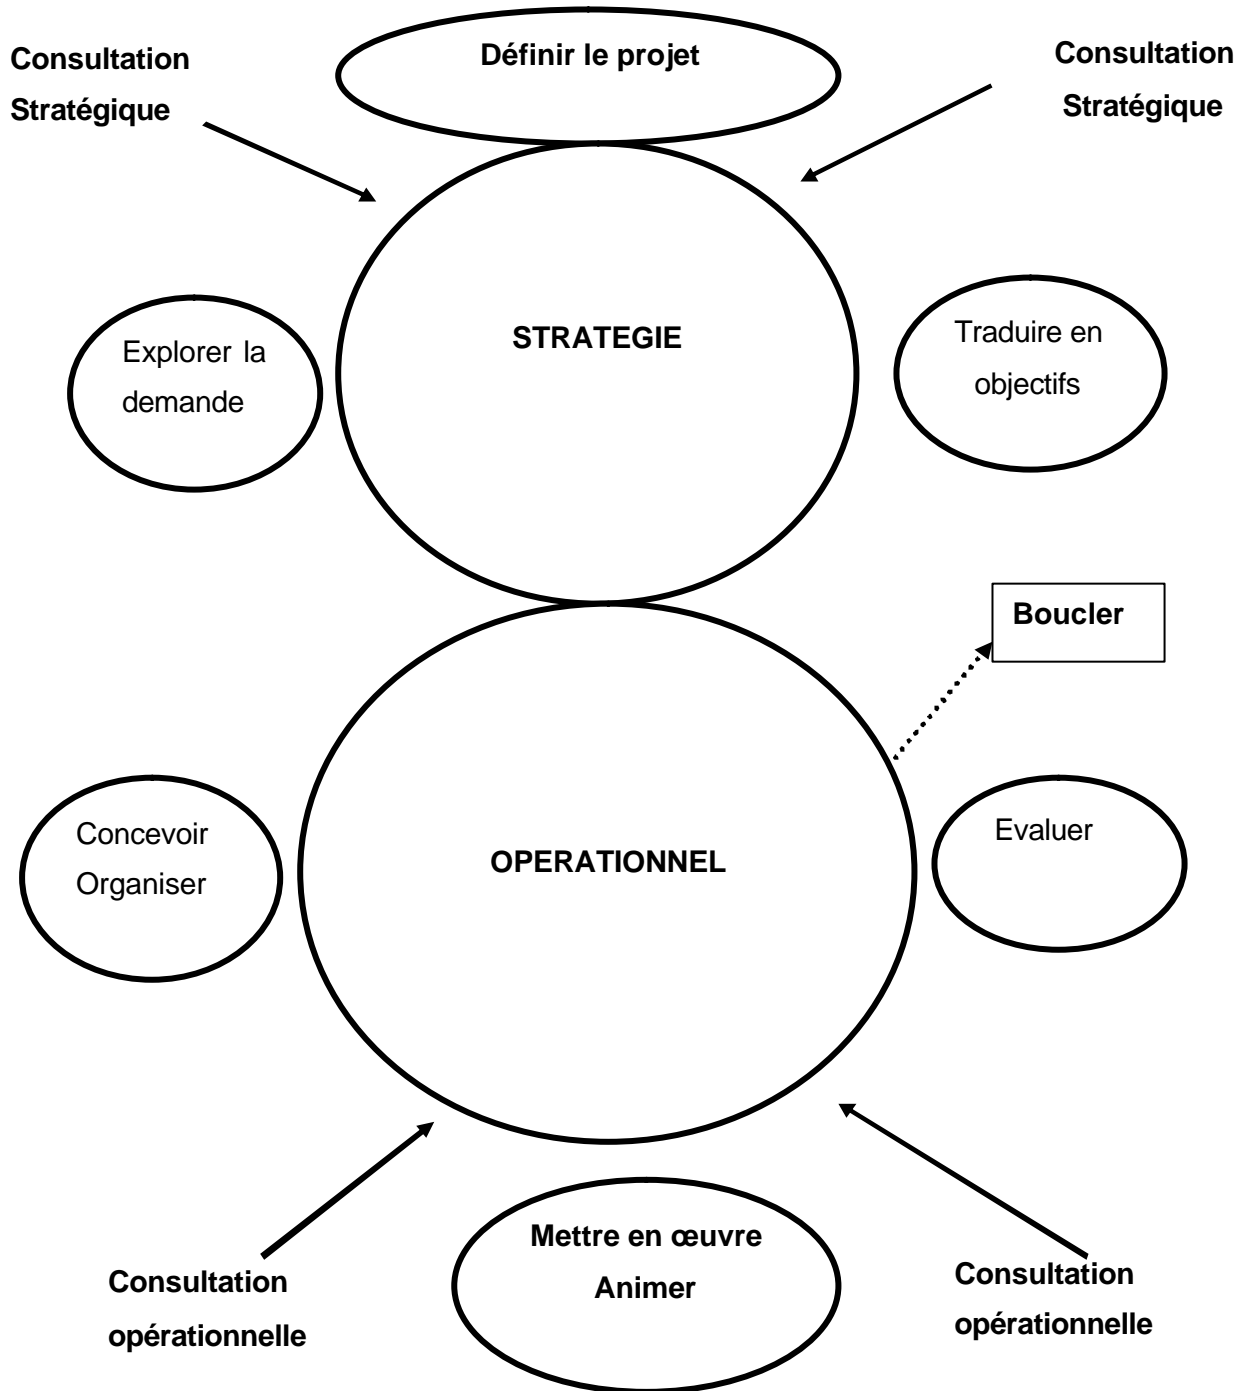 Consultation
Stratégique
Définir le projet
Consultation
Stratégique
Explorer la
demande
STRATEGIE
Traduire en
objectifs
Boucler
Concevoir
Organiser
OPERATIONNEL
Evaluer
Consultation
opérationnelle
Mettre en œuvre
Animer
Consultation
opérationnelle